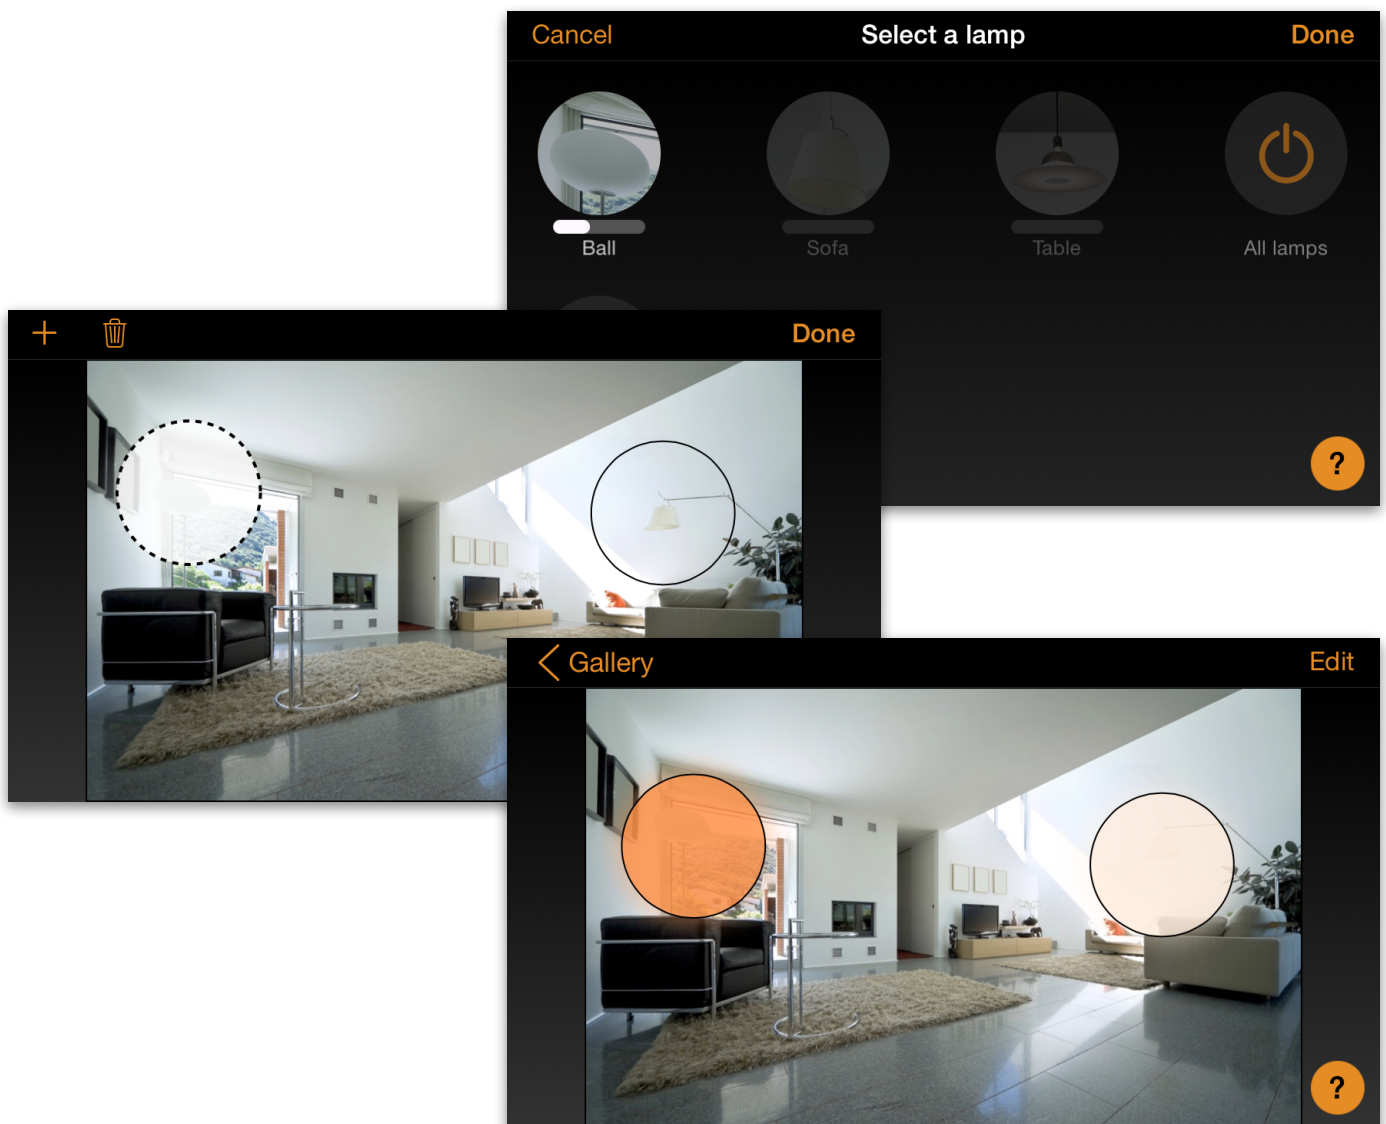 Cancel Select a lamp Done
Ball Sofa Table All lamps
?
+ Done
< Gallery Edit
?